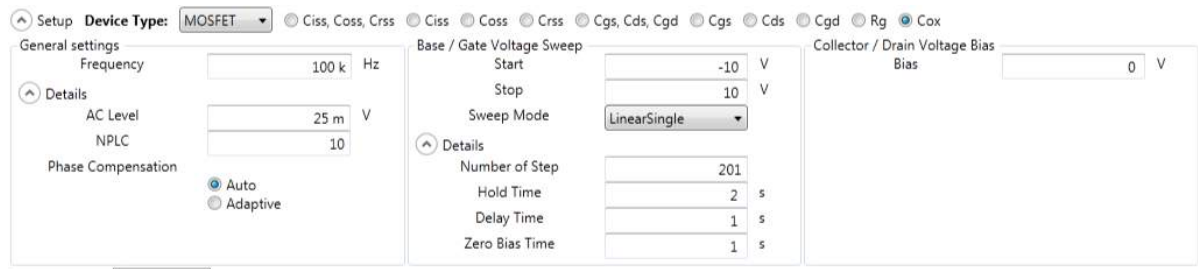 Setup Device Type: MOSFET Ciss, Coss, Crss Ciss Coss Crss Cgs, Cds, Cgd Cgs Cds Cgd Rg Cox
General settings
Frequency 100 k Hz
Details
AC Level 25 m V
NPLC 10
Phase Compensation
Auto
Adaptive
Base / Gate Voltage Sweep
Start -10 V
Stop 10 V
Sweep Mode LinearSingle
Details
Number of Step 201
Hold Time 2 s
Delay Time 1 s
Zero Bias Time 1 s
Collector / Drain Voltage Bias
Bias 0 V